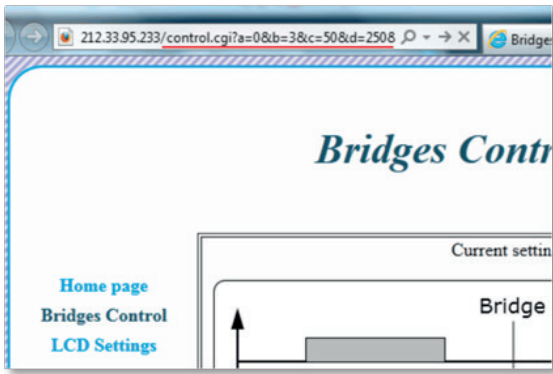 212.33.95.233/control.cgi?a=0&b=3&c=50&d=2508
Bridge
Bridges Contr
Current settin
Home page
Bridges Control
LCD Settings
Bridge